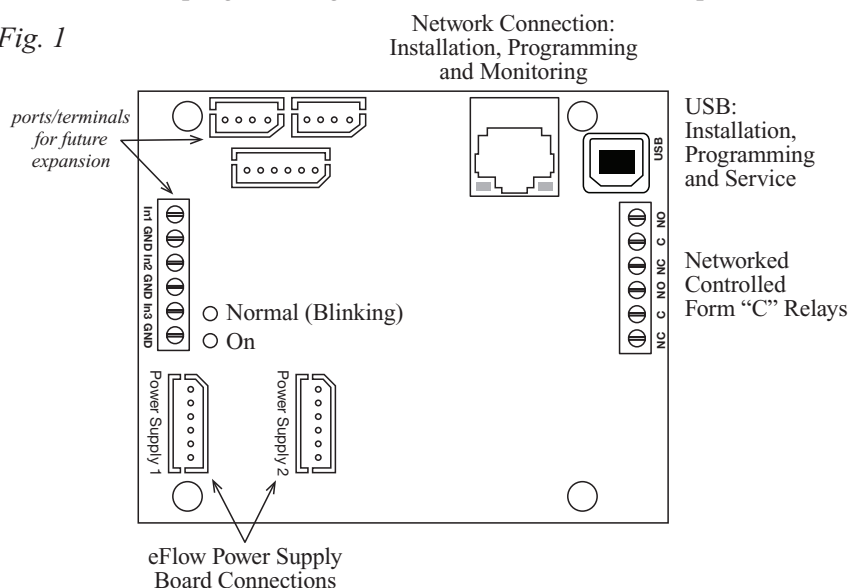 Fig. 1
Network Connection:
Installation, Programming
and Monitoring
ports/terminals
for future
expansion
USB:
Installation,
Programming
and Service
USB
In1 GND In2 GND In3 GND
NO
C
NC
NO
C
NC
Networked
Controlled
Form “C” Relays
Normal (Blinking)
On
Power Supply 1
Power Supply 2
eFlow Power Supply
Board Connections